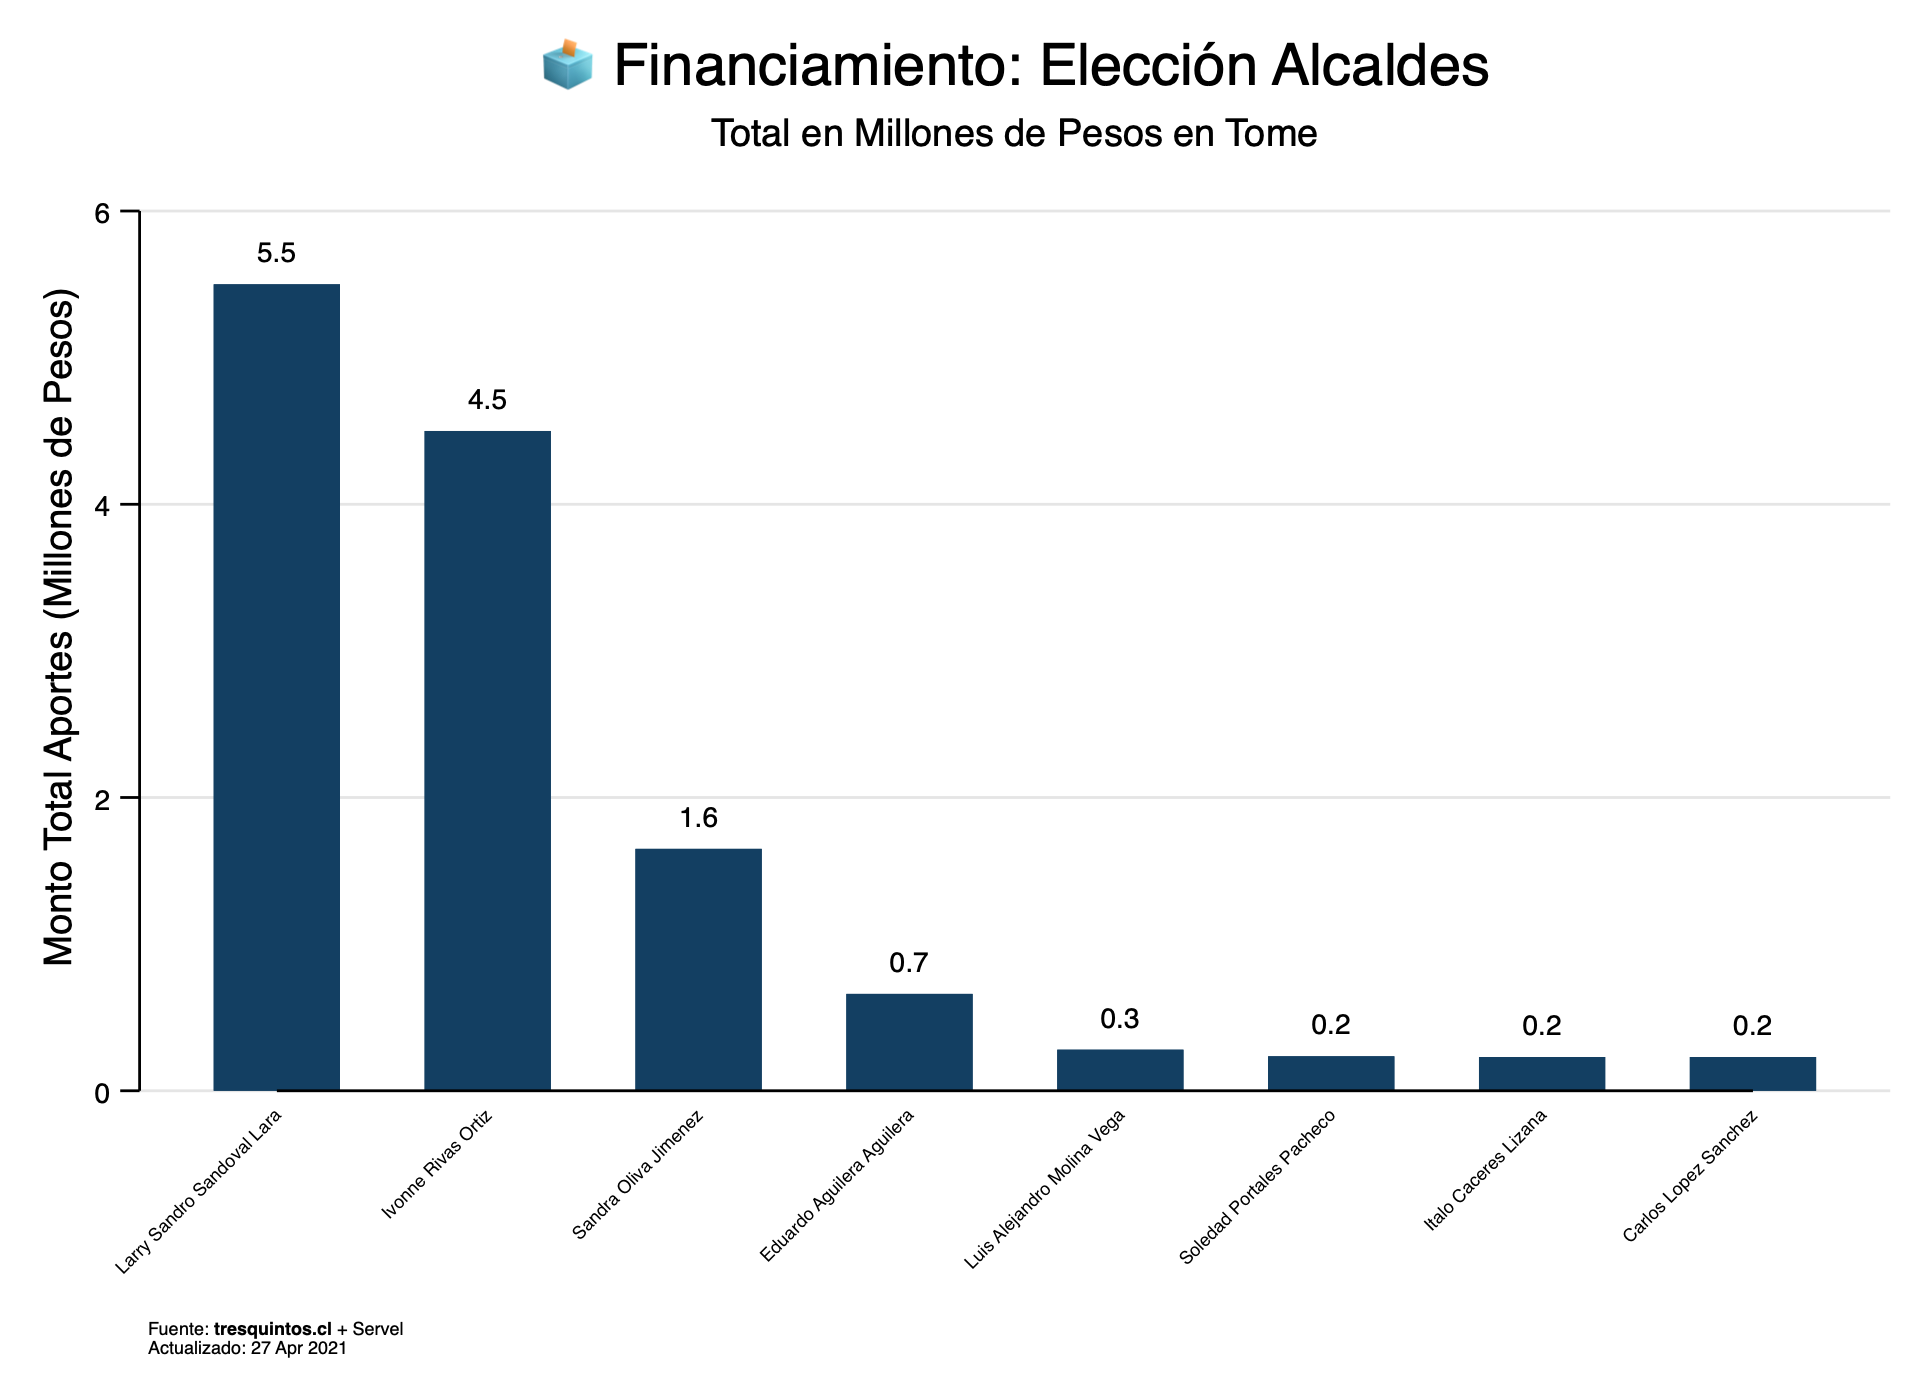 Financiamiento: Elección Alcaldes
Total en Millones de Pesos en Tome
Monto Total Aportes (Millones de Pesos)
6
4
2
0
5.5
4.5
1.6
0.7
0.3
0.2
0.2
0.2
Larry Sandro Sandoval Lara
Ivonne Rivas Ortiz
Sandra Oliva Jimenez
Eduardo Aguilera Aguilera
Luis Alejandro Molina Vega
Soledad Portales Pacheco
Italo Caceres Lizana
Carlos Lopez Sanchez
Fuente: tresquintos.cl + Servel
Actualizado: 27 Apr 2021